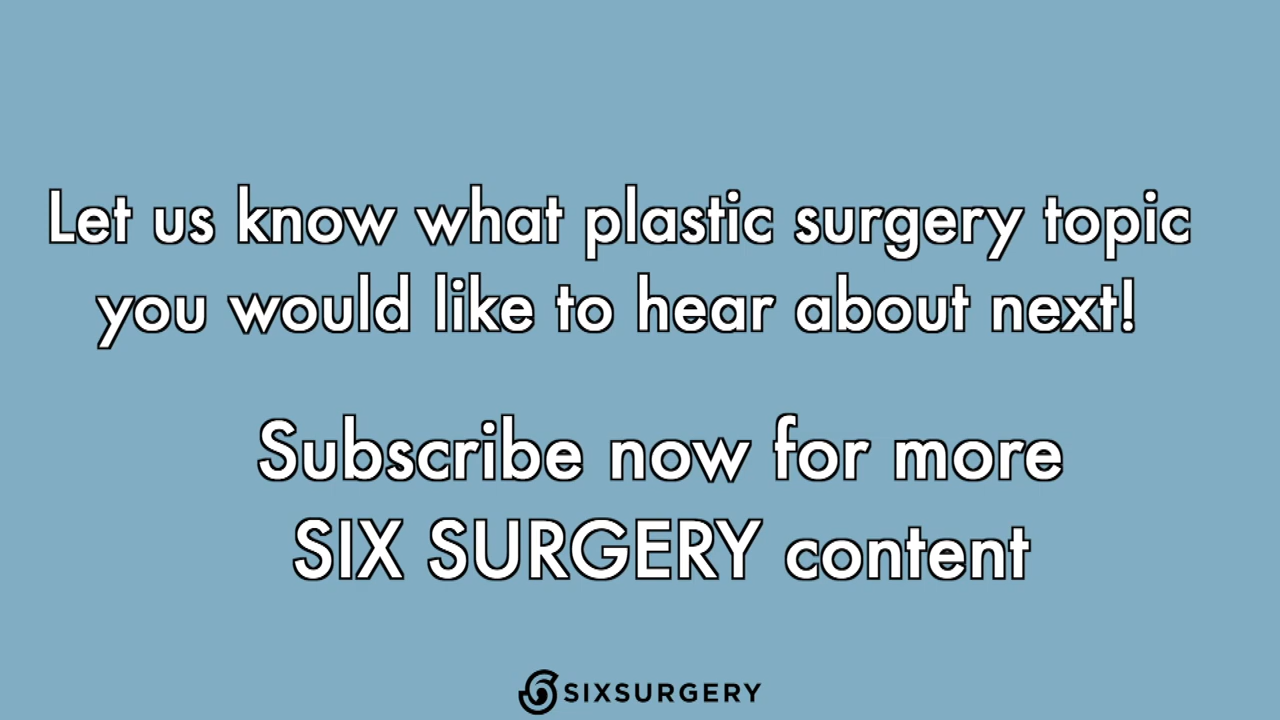 Let us know what plastic surgery topic
you would like to hear about next!
Subscribe now for more
SIX SURGERY content
SIXSURGERY